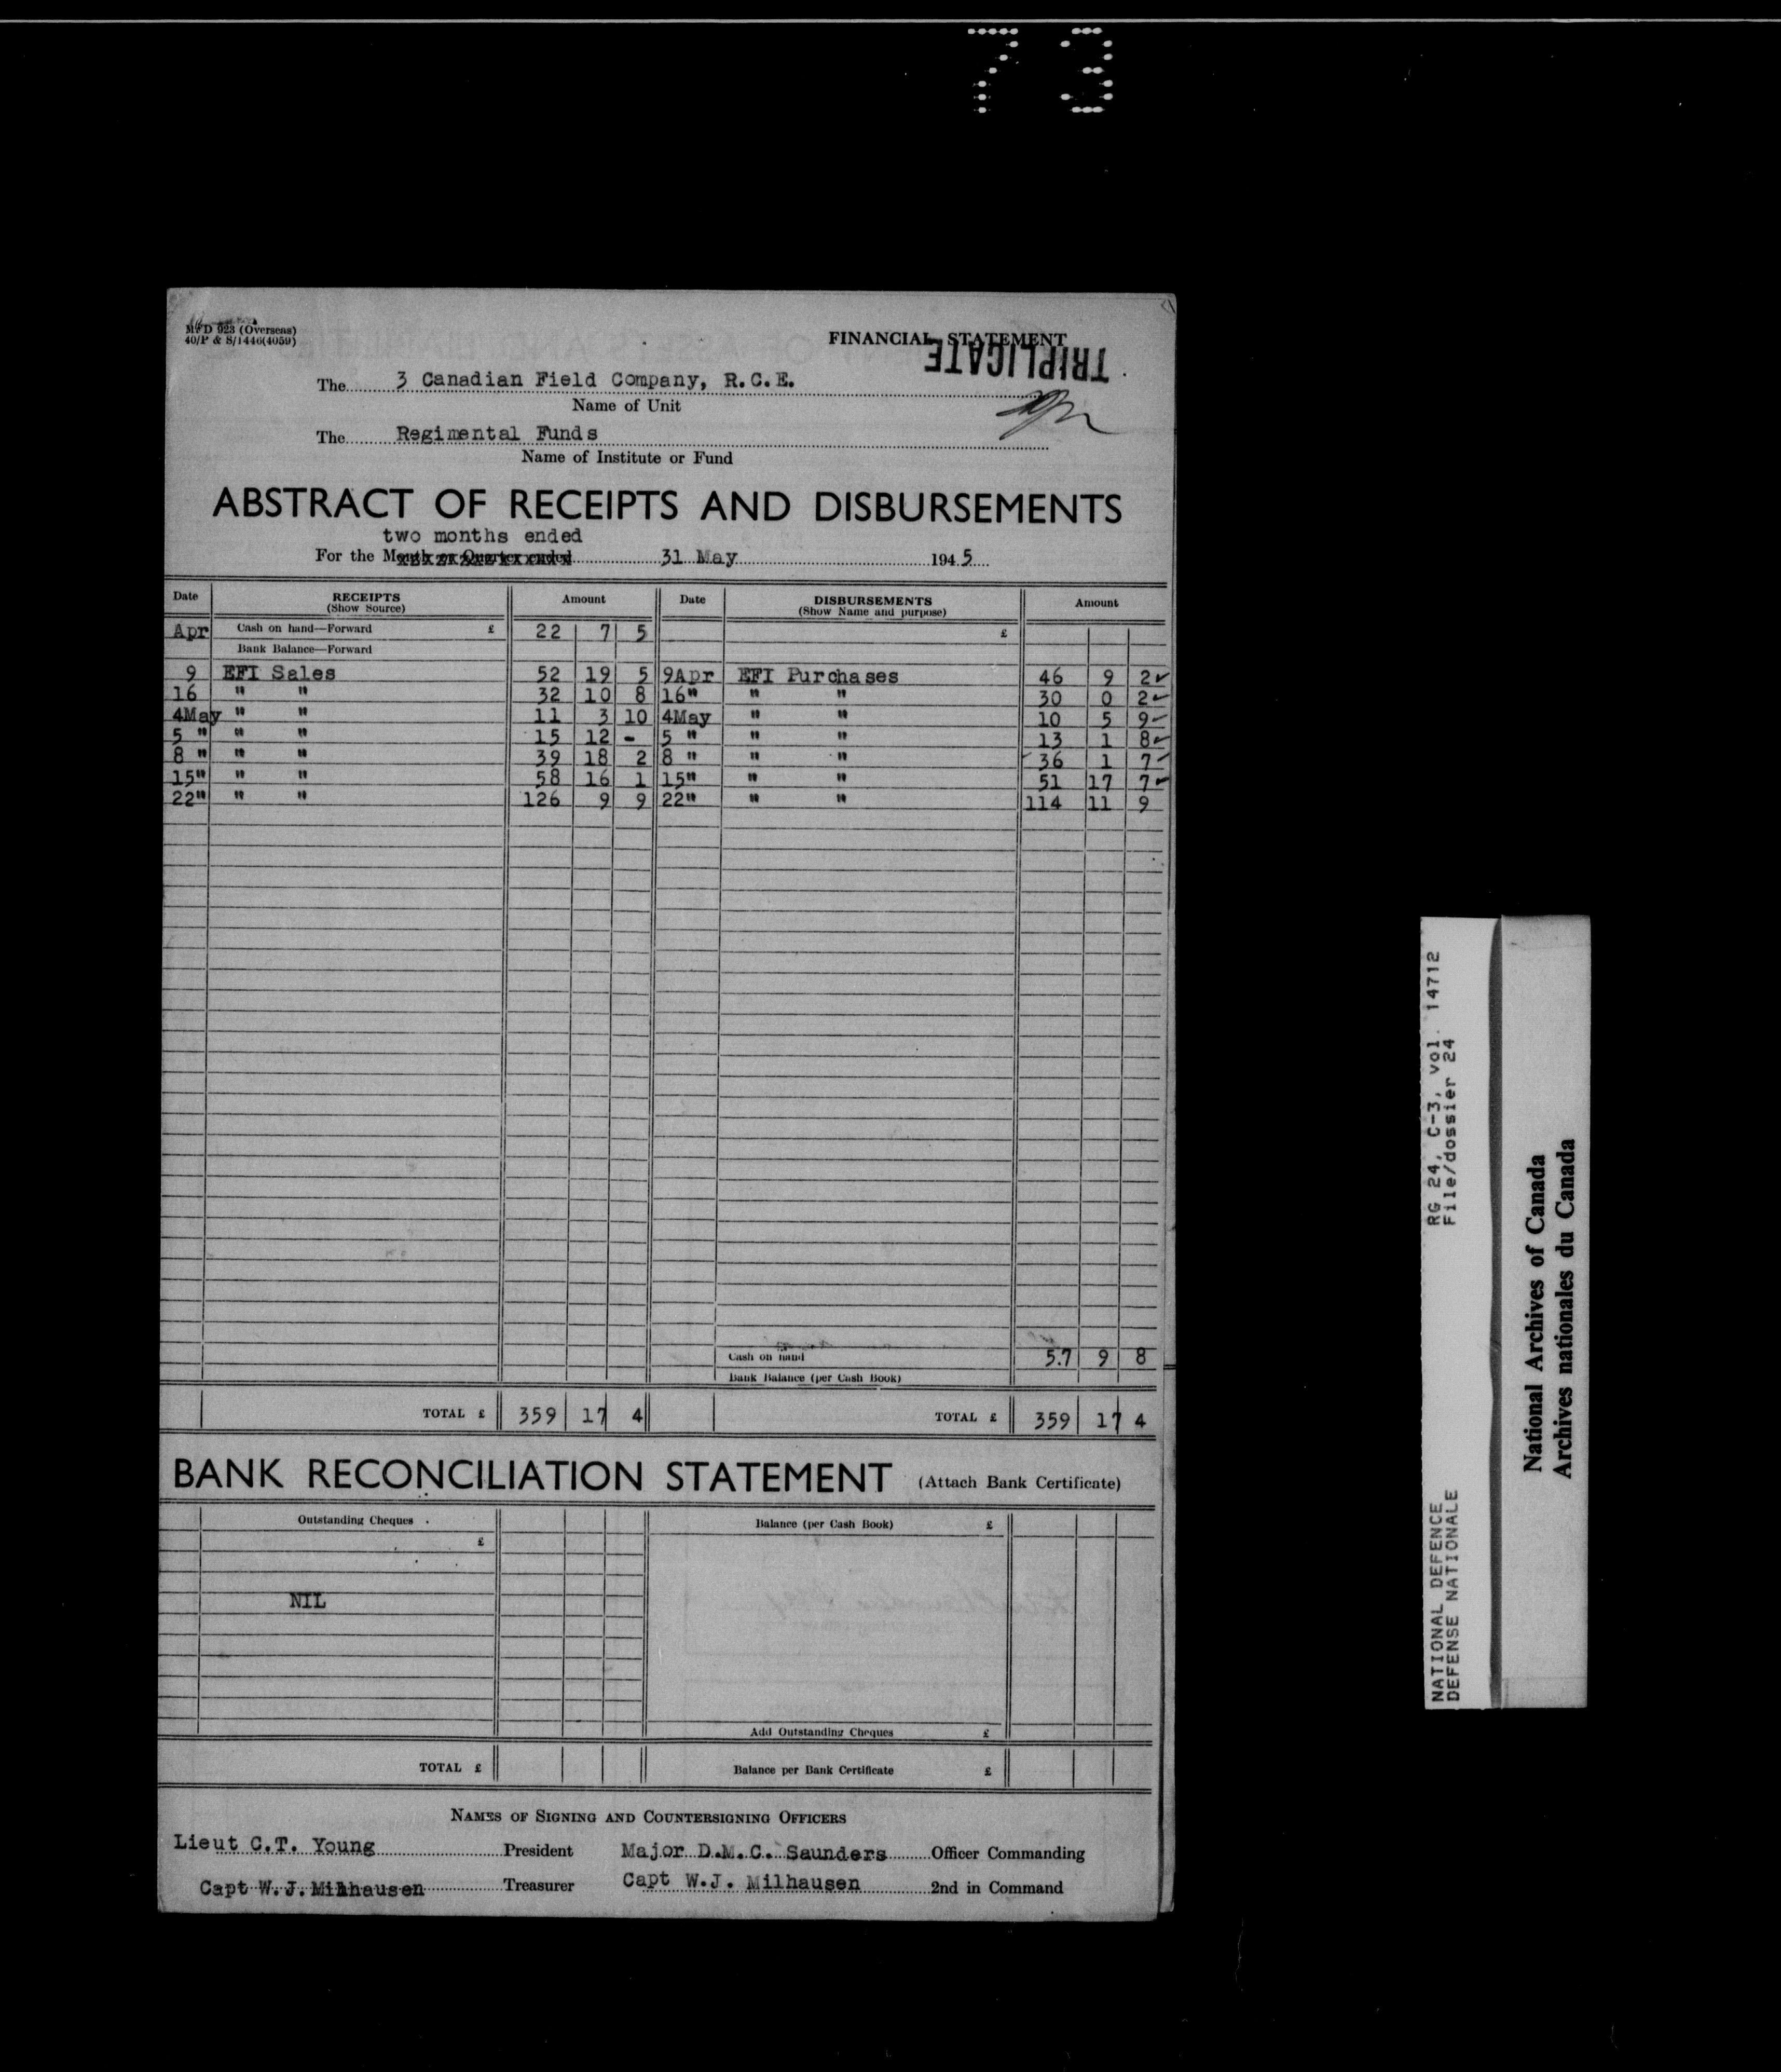 73
MFD 923 (Overseas)
40/P & S/1446(4059)
FINANCIAL STATEMENT
TRIPLICATE
The 3 Canadian Field Company, R.C.E.
Name of Unit
The Regimental Funds
Name of Institute or Fund
ABSTRACT OF RECEIPTS AND DISBURSEMENTS
two months ended
For the Month or Quarter ended 31 May 1945
Date RECEIPTS Amount Date DISBURSEMENTS Amount
(Show Source) (Show Name and purpose)
Apr Cash on hand—Forward £ 22 7 5 £
Bank Balance—Forward
9 EFI Sales 52 19 5 9Apr EFI Purchases 46 9 2✓
16 " " 32 10 8 16" " " 30 0 2✓
4May " " 11 3 10 4May " " 10 5 9✓
5 " " " 15 12 - 5 " " " 13 1 8✓
8 " " " 39 18 2 8 " " " 36 1 7✓
15" " " 58 16 1 15" " " 51 17 7✓
22" " " 126 9 9 22" " " 114 11 9
Cash on hand 57 9 8
Bank Balance (per Cash Book)
TOTAL £ 359 17 4 TOTAL £ 359 17 4
BANK RECONCILIATION STATEMENT (Attach Bank Certificate)
Outstanding Cheques Balance (per Cash Book) £
£
NIL
Add Outstanding Cheques £
TOTAL £ Balance per Bank Certificate £
NAMES OF SIGNING AND COUNTERSIGNING OFFICERS
Lieut C.T. Young President Major D.M.C. Saunders Officer Commanding
Capt W.J. Milhausen Treasurer Capt W.J. Milhausen 2nd in Command
RG 24, C-3, vol. 14712
File/dossier 24
NATIONAL DEFENCE
DEFENSE NATIONALE
National Archives of Canada
Archives nationales du Canada